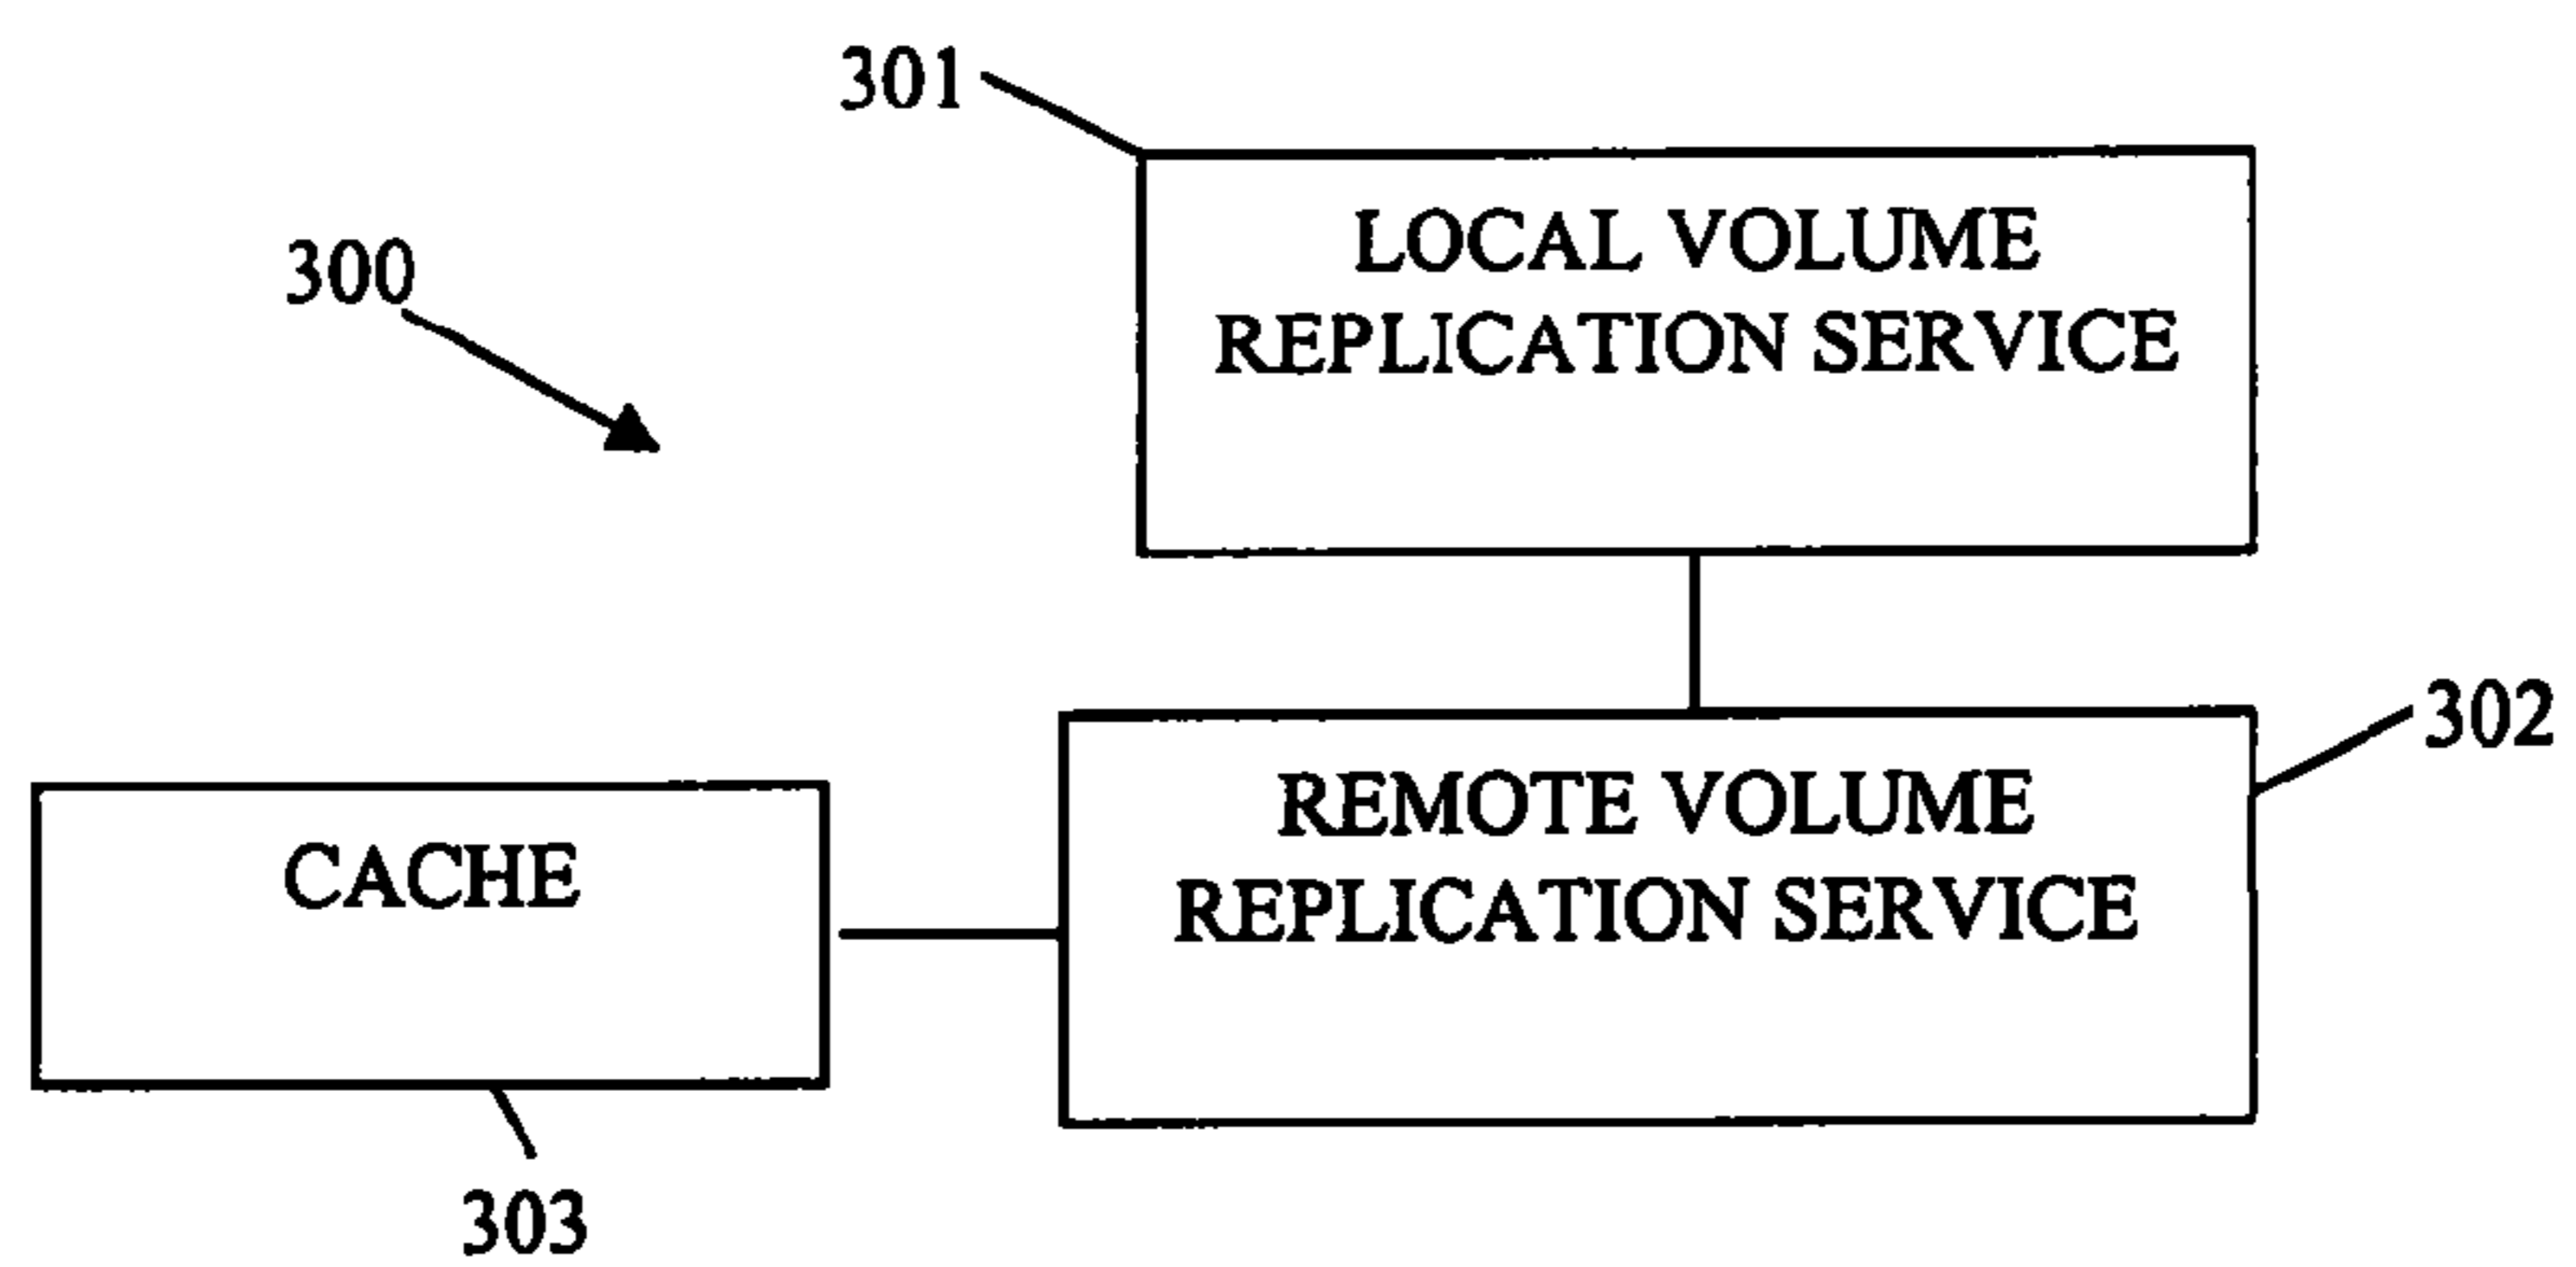 301
LOCAL VOLUME
REPLICATION SERVICE
300
302
REMOTE VOLUME
REPLICATION SERVICE
CACHE
303